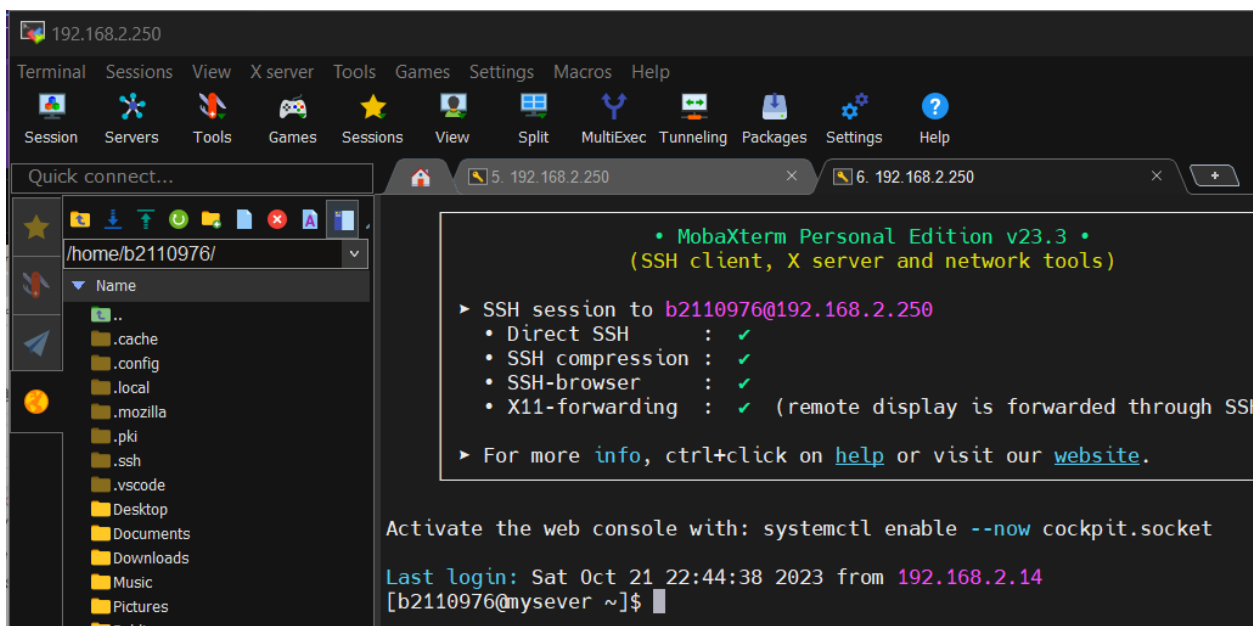 192.168.2.250
Terminal Sessions View X server Tools Games Settings Macros Help
Session Servers Tools Games Sessions View Split MultiExec Tunneling Packages Settings Help
Quick connect...
5. 192.168.2.250
6. 192.168.2.250
/home/b2110976/
Name
..
.cache
.config
.local
.mozilla
.pki
.ssh
.vscode
Desktop
Documents
Downloads
Music
Pictures
• MobaXterm Personal Edition v23.3 •
(SSH client, X server and network tools)
➤ SSH session to b2110976@192.168.2.250
• Direct SSH : ✔
• SSH compression : ✔
• SSH-browser : ✔
• X11-forwarding : ✔ (remote display is forwarded through SSH
➤ For more info, ctrl+click on help or visit our website.
Activate the web console with: systemctl enable --now cockpit.socket
Last login: Sat Oct 21 22:44:38 2023 from 192.168.2.14
[b2110976@mysever ~]$